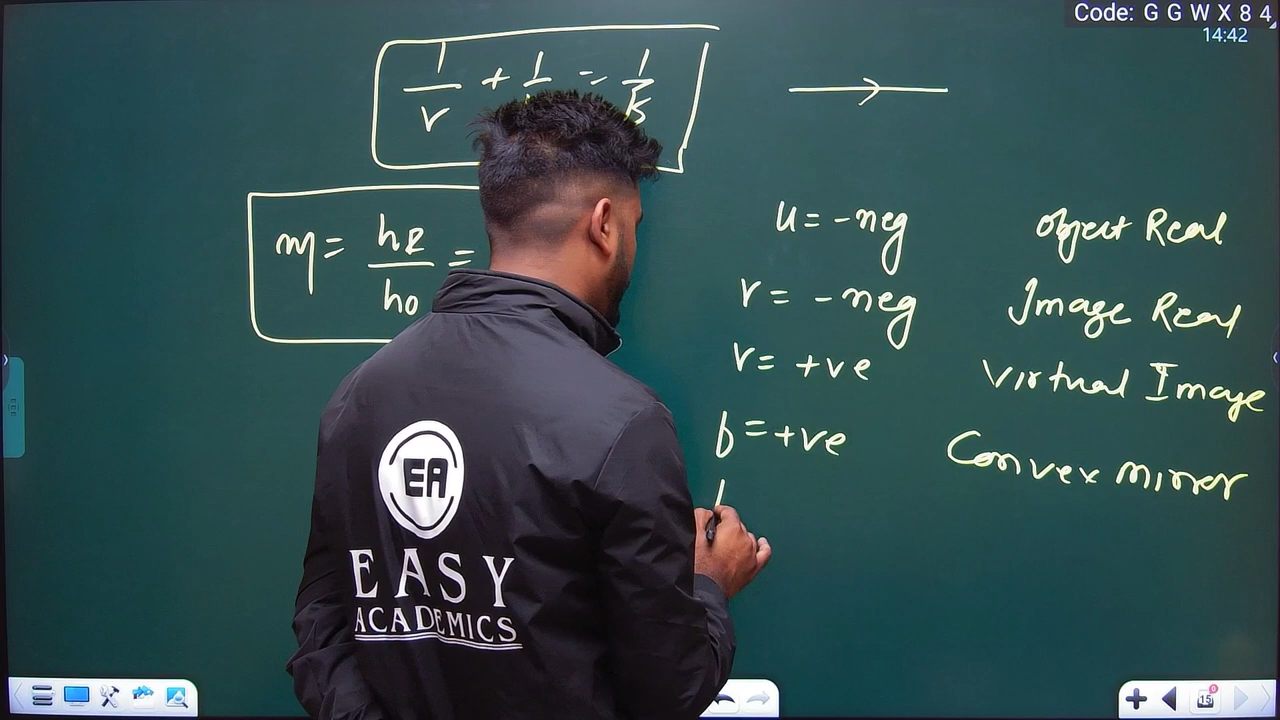 Code: G G W X 8 4
14:42
1/v + 1/ = 1/f
m = hI/ho =
u = -neg object Real
v = -neg Image Real
v = +ve Virtual Image
f = +ve Convex mirror
EA
EASY
ACADEMICS
15